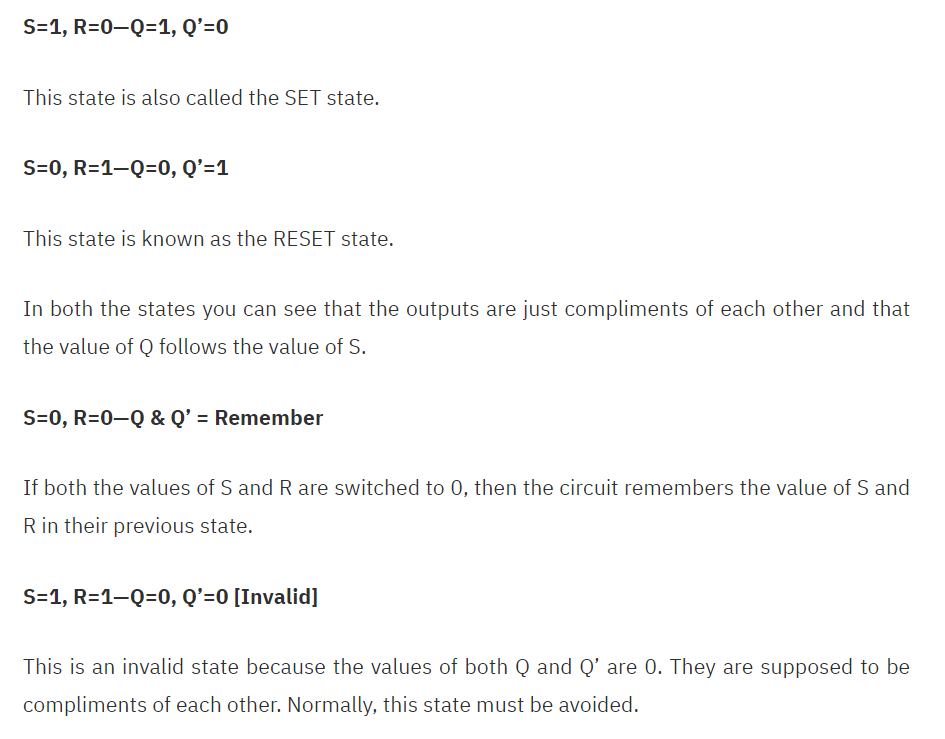 S=1, R=0—Q=1, Q’=0
This state is also called the SET state.
S=0, R=1—Q=0, Q’=1
This state is known as the RESET state.
In both the states you can see that the outputs are just compliments of each other and that
the value of Q follows the value of S.
S=0, R=0—Q & Q’ = Remember
If both the values of S and R are switched to 0, then the circuit remembers the value of S and
R in their previous state.
S=1, R=1—Q=0, Q’=0 [Invalid]
This is an invalid state because the values of both Q and Q’ are 0. They are supposed to be
compliments of each other. Normally, this state must be avoided.